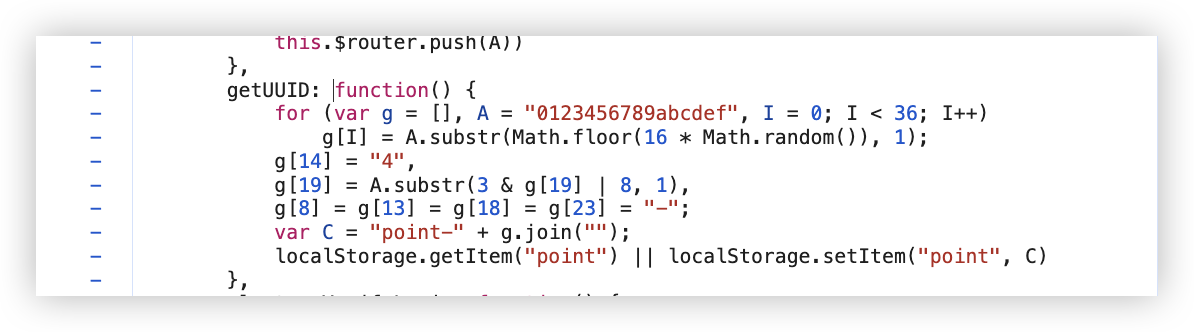 this.$router.push(A))
},
getUUID: function() {
for (var g = [], A = "0123456789abcdef", I = 0; I < 36; I++)
g[I] = A.substr(Math.floor(16 * Math.random()), 1);
g[14] = "4",
g[19] = A.substr(3 & g[19] | 8, 1),
g[8] = g[13] = g[18] = g[23] = "-";
var C = "point-" + g.join("");
localStorage.getItem("point") || localStorage.setItem("point", C)
},